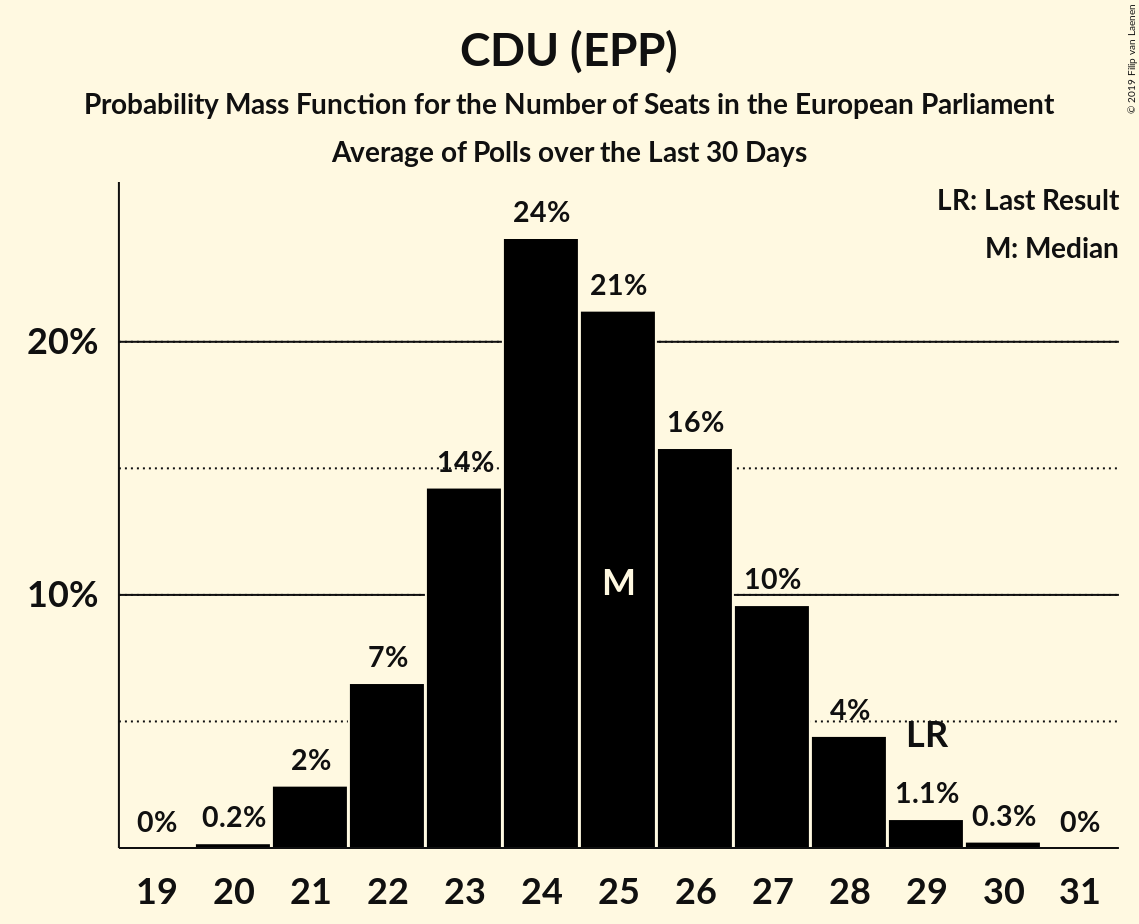 CDU (EPP)
Probability Mass Function for the Number of Seats in the European Parliament
Average of Polls over the Last 30 Days
© 2019 Filip van Laenen
LR: Last Result
M: Median
24%
21%
20%
16%
14%
M
10%
10%
7%
4%
LR
2%
1.1%
0%
0.2%
0.3%
0%
19 20 21 22 23 24 25 26 27 28 29 30 31